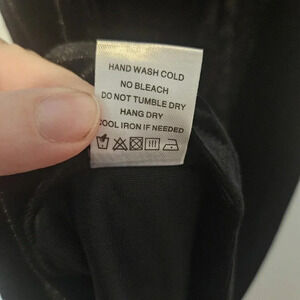 HAND WASH COLD
NO BLEACH
DO NOT TUMBLE DRY
HANG DRY
COOL IRON IF NEEDED